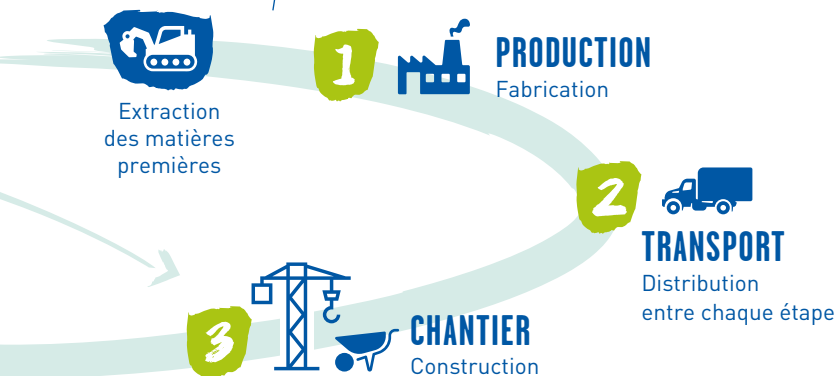 Extraction
des matières
premières
1
PRODUCTION
Fabrication
2
TRANSPORT
Distribution
entre chaque étape
3
CHANTIER
Construction